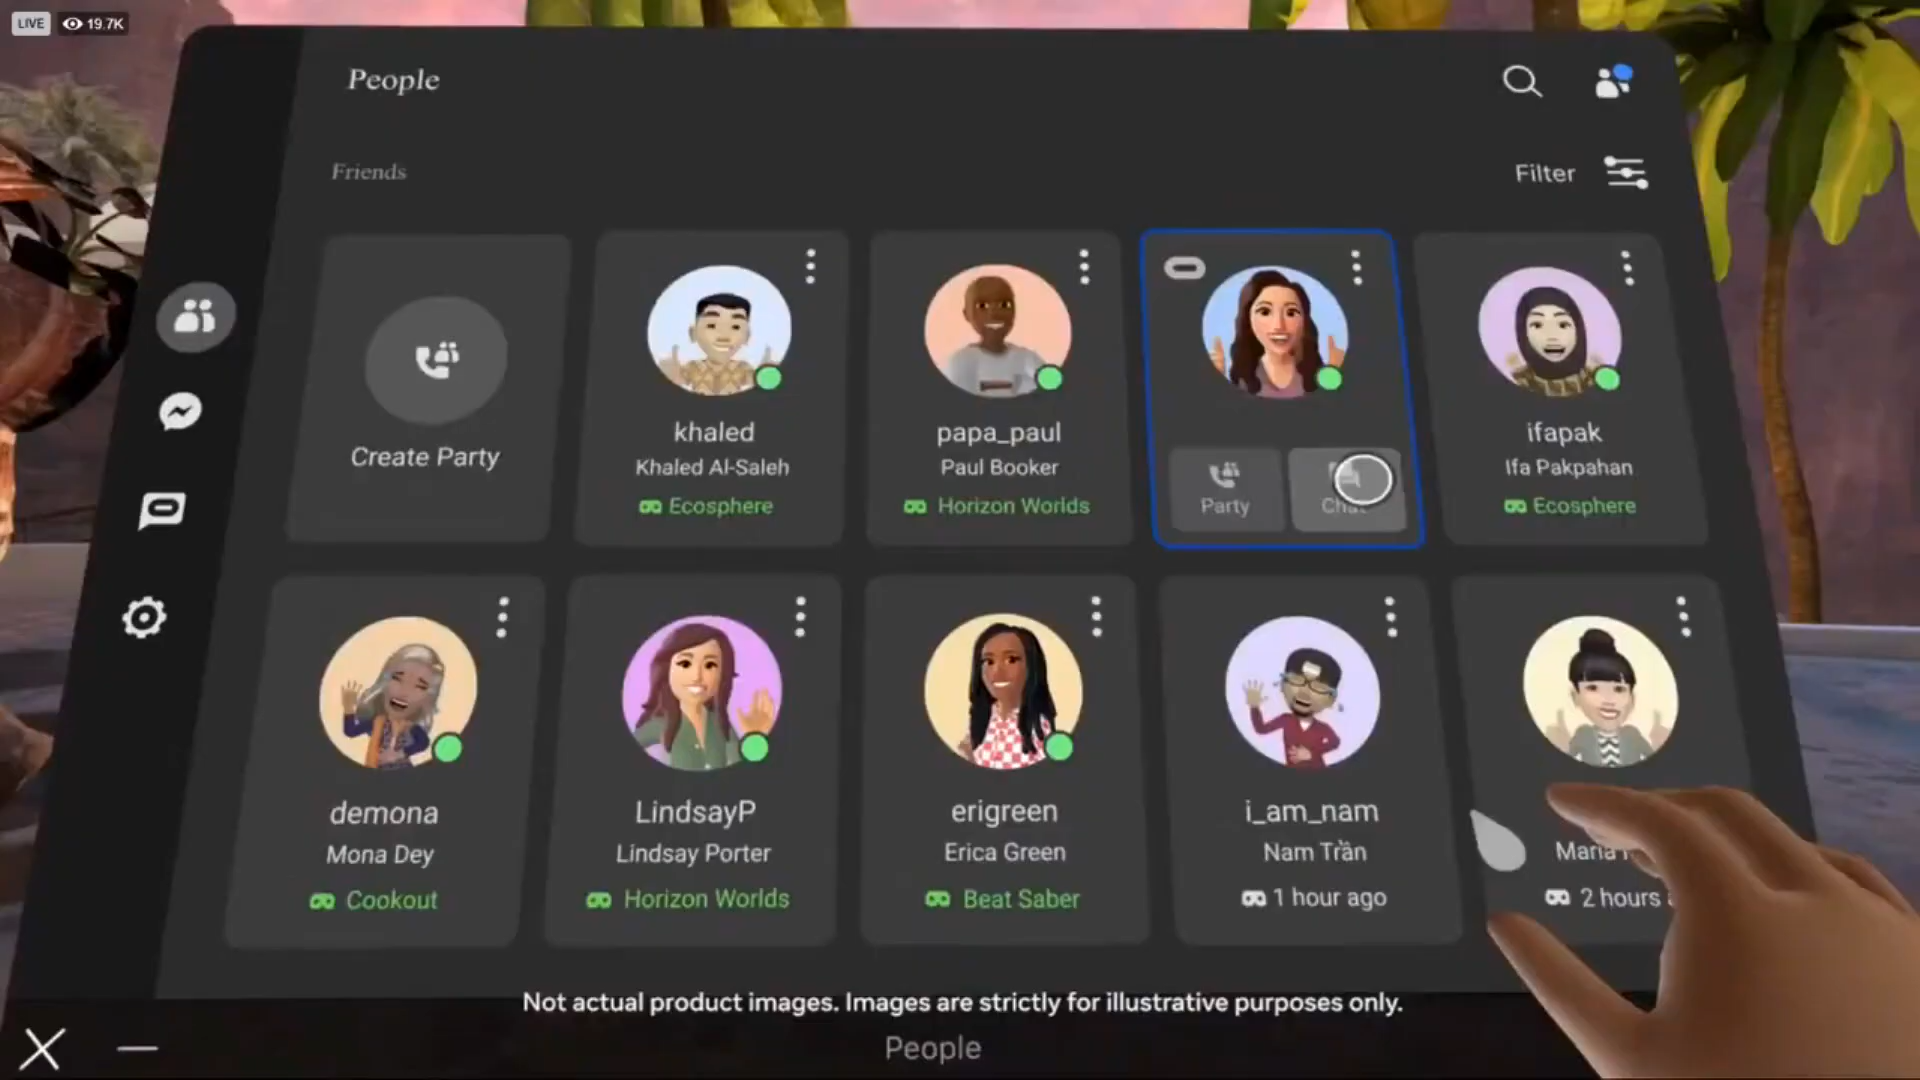 LIVE 19.7K
People
Friends
Filter
Create Party
khaled
Khaled Al-Saleh
Ecosphere
papa_paul
Paul Booker
Horizon Worlds
Party
ifapak
Ifa Pakpahan
Ecosphere
demona
Mona Dey
Cookout
LindsayP
Lindsay Porter
Horizon Worlds
erigreen
Erica Green
Beat Saber
i_am_nam
Nam Trần
1 hour ago
Maria
2 hours
Not actual product images. Images are strictly for illustrative purposes only.
People